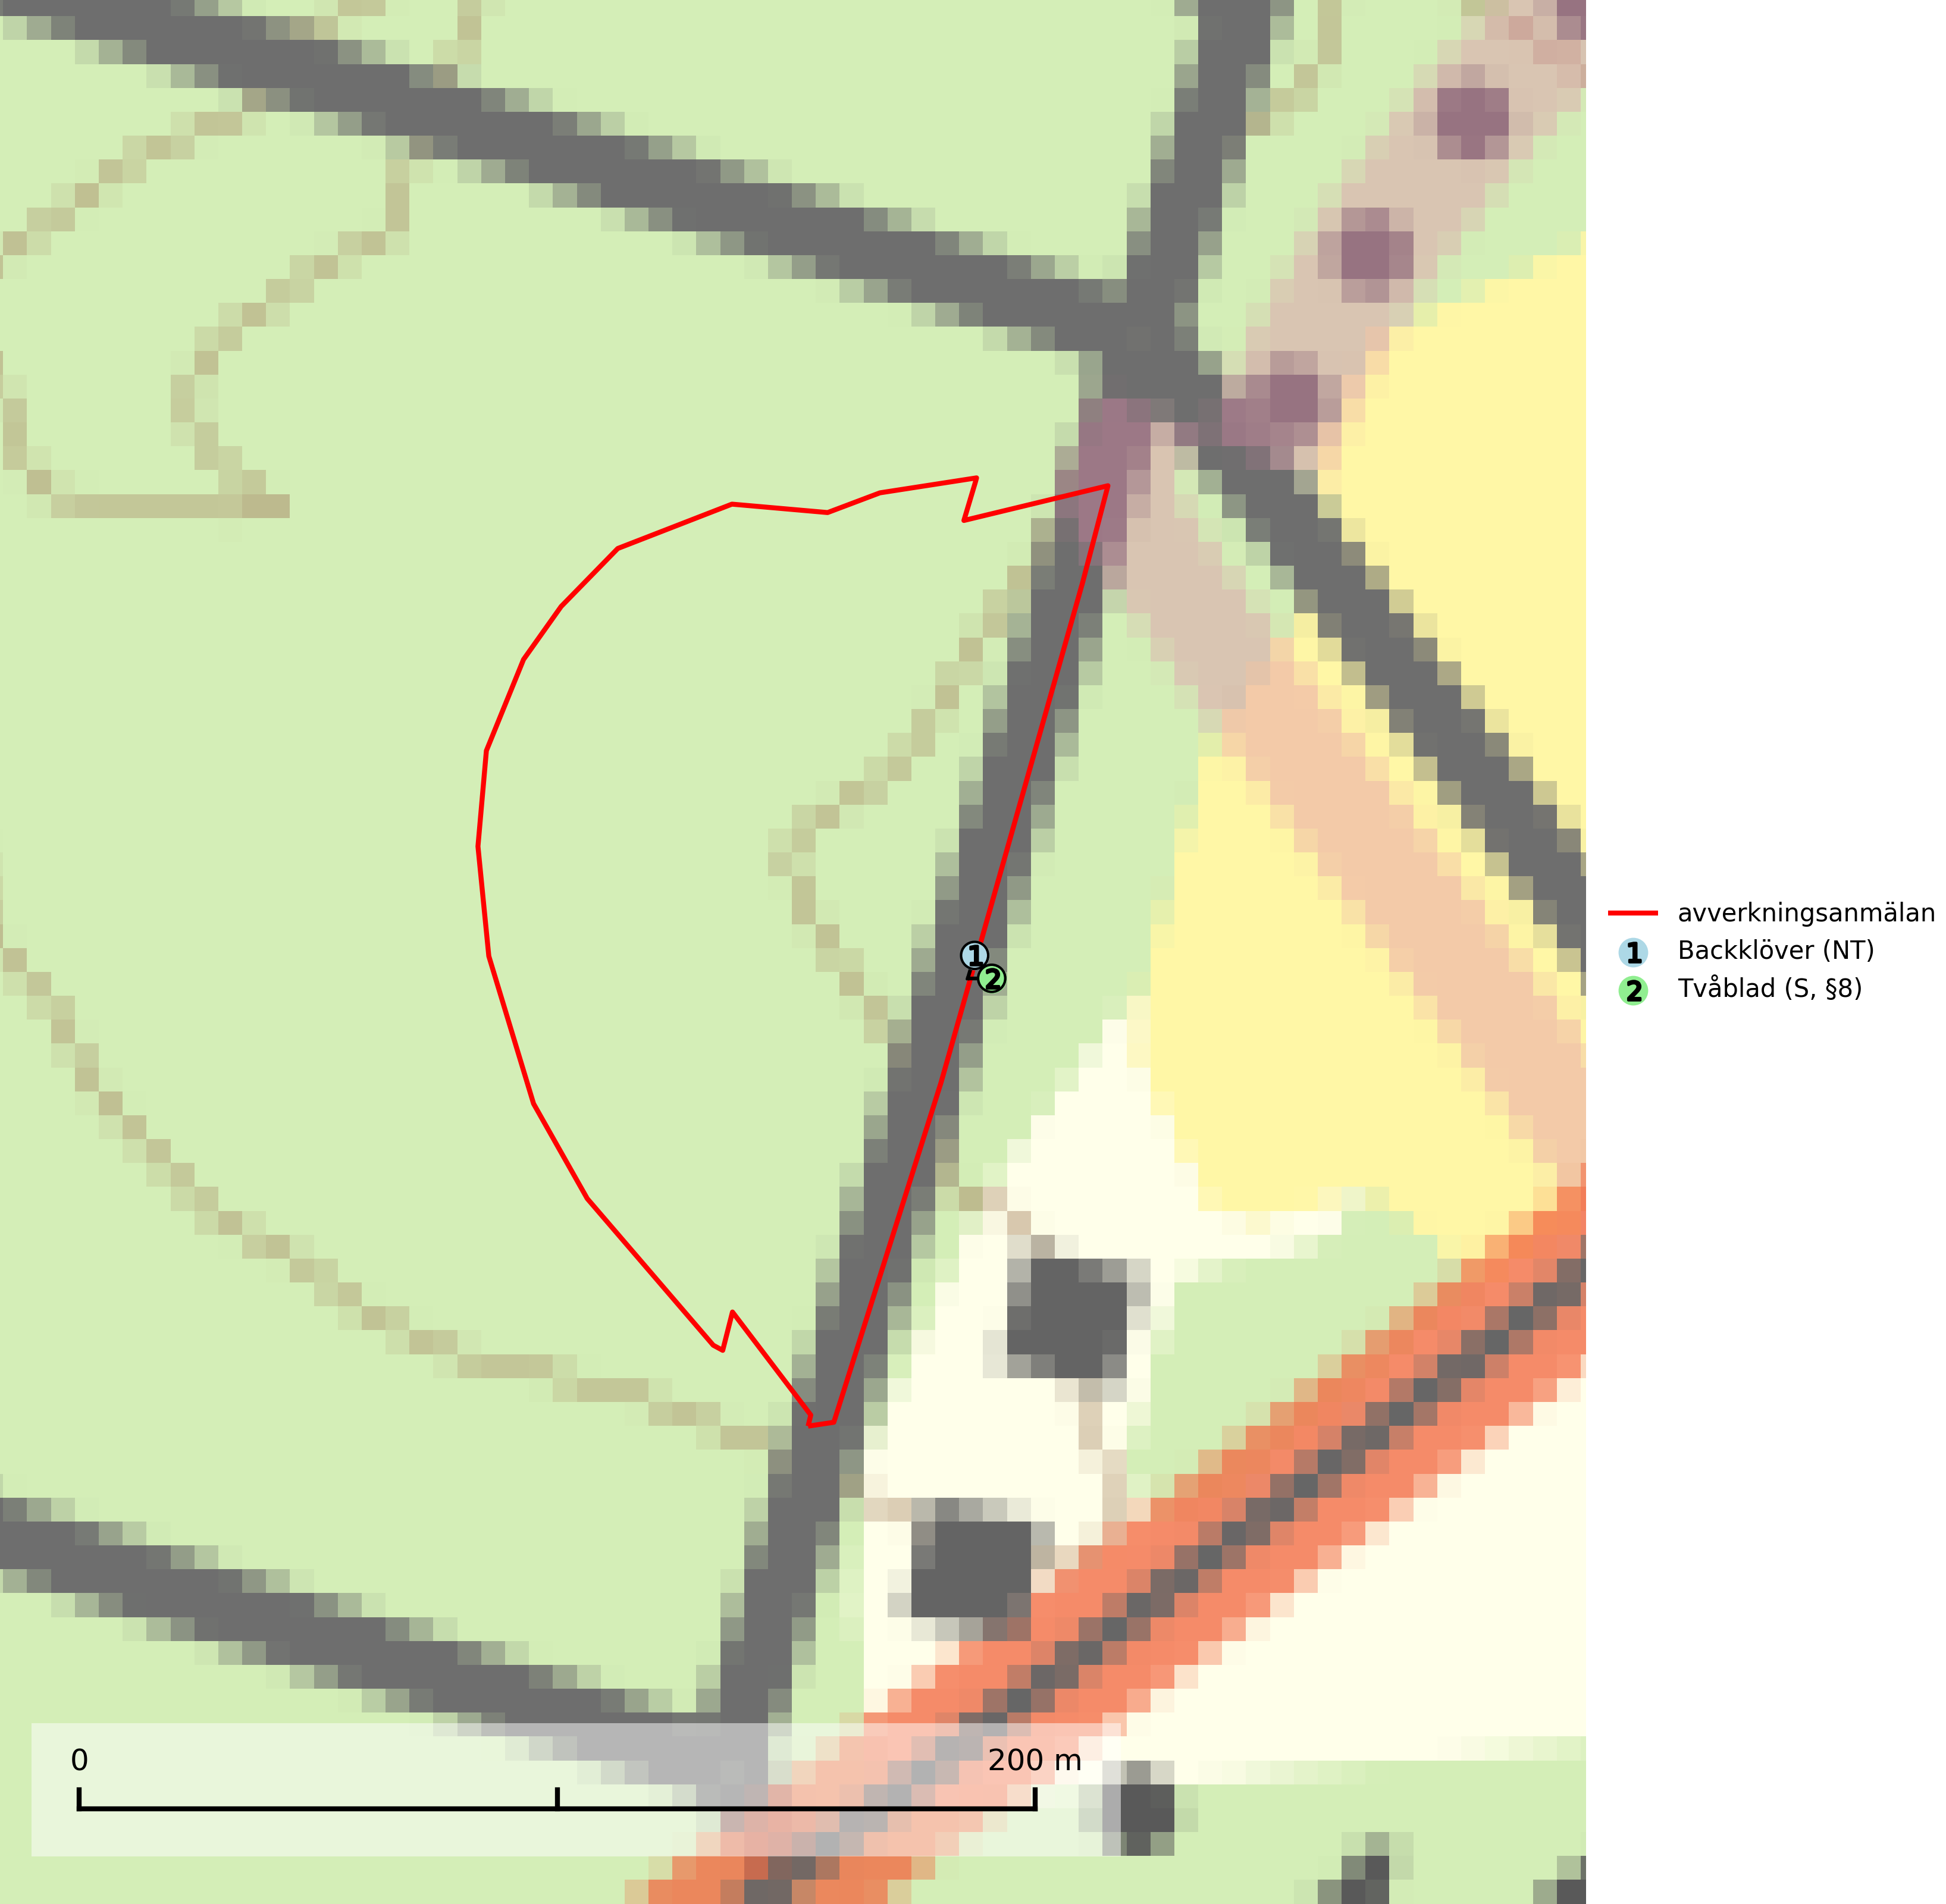 avverkningsanmälan
1 Backklöver (NT)
1
2 Tvåblad (S, §8)
2
0 200 m